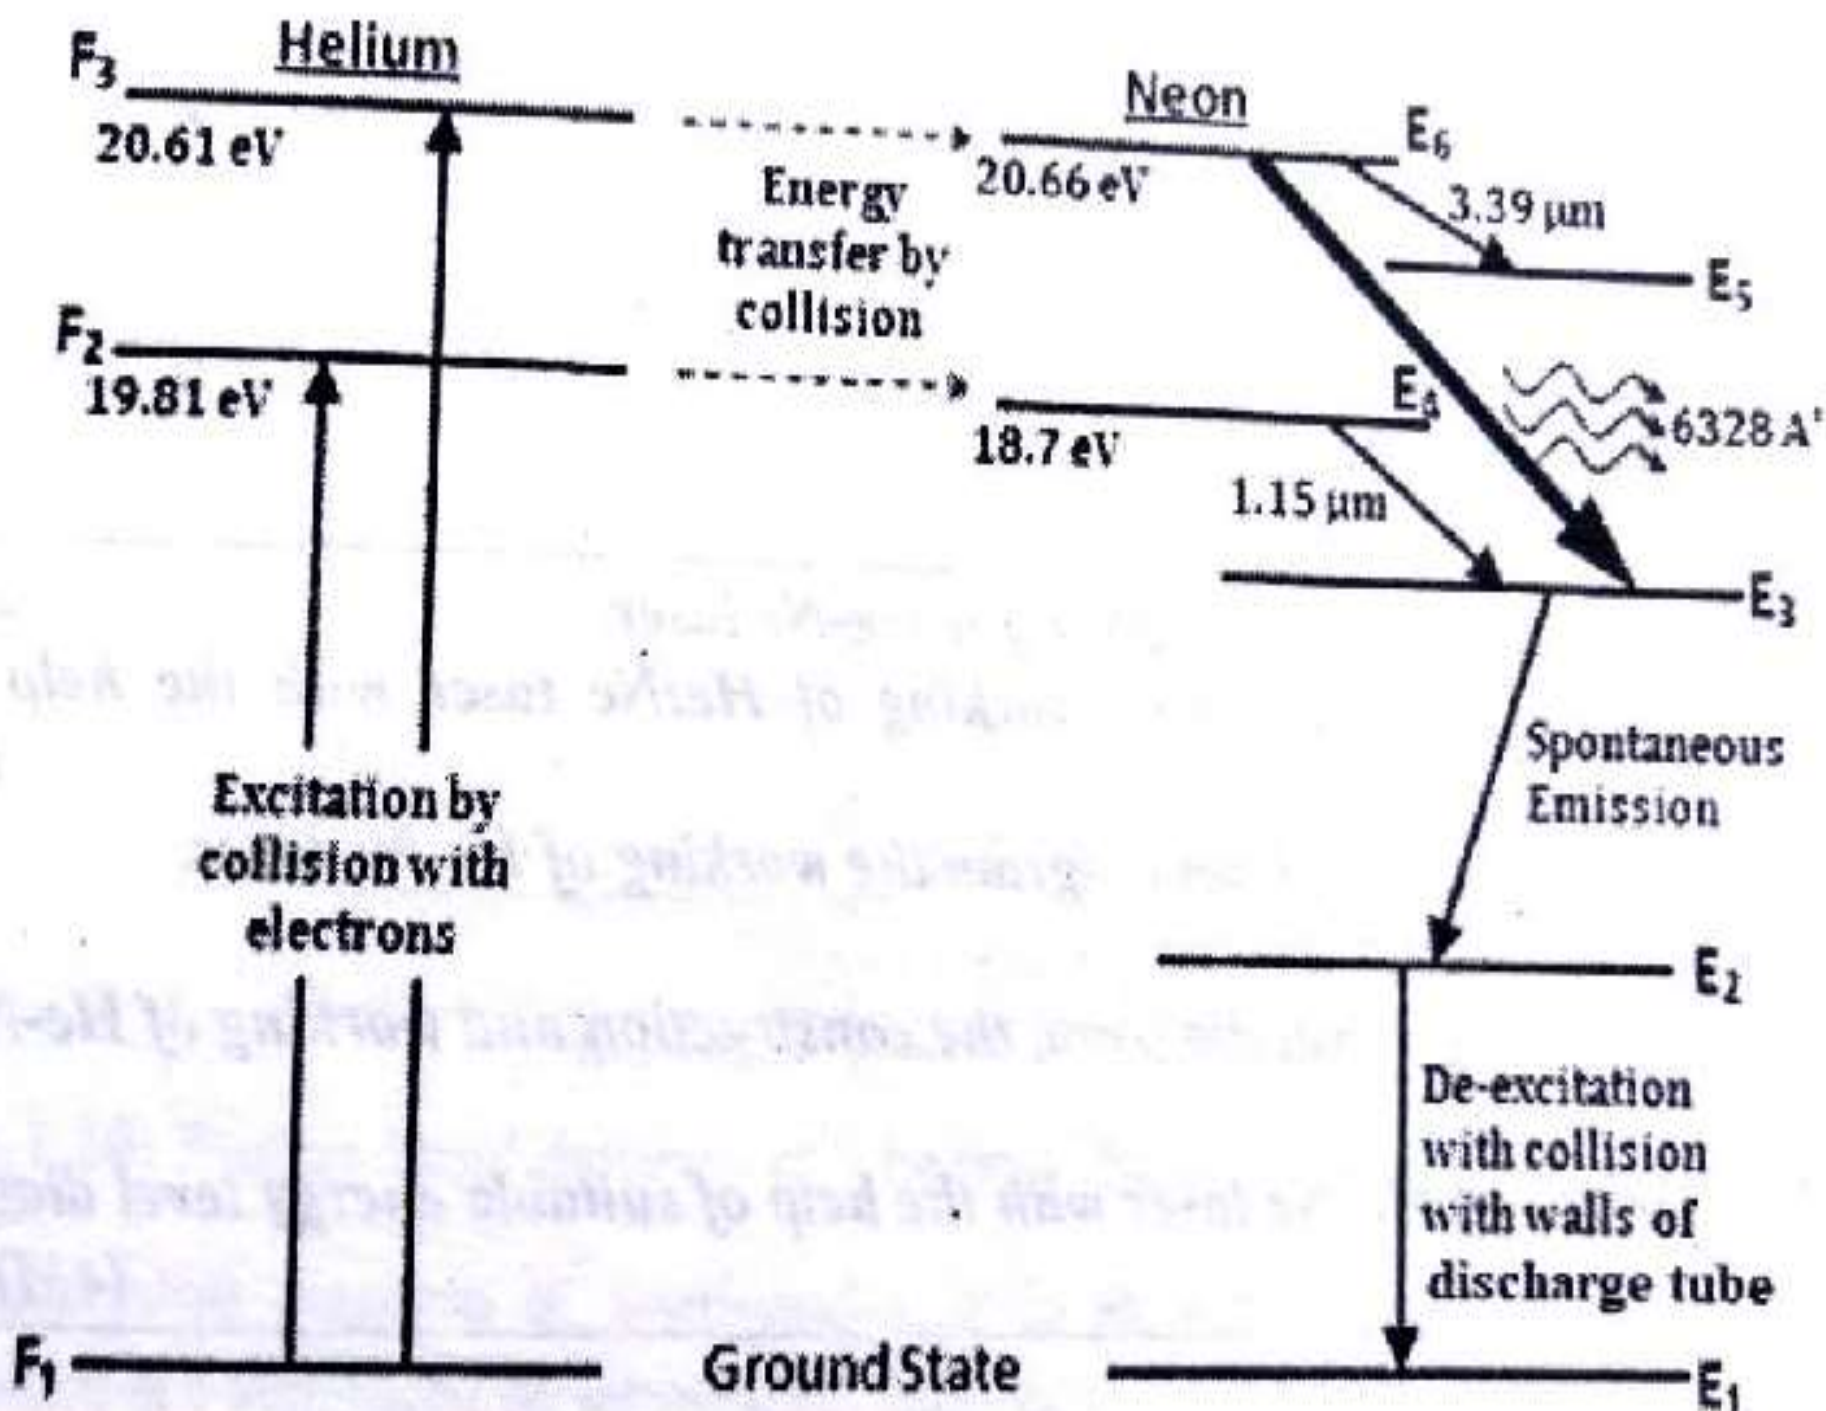 F₃
Helium
20.61 eV
Neon
E₆
20.66 eV
Energy
transfer by
collision
3.39 µm
E₅
F₂
19.81 eV
E₄
18.7 eV
6328 A°
1.15 µm
E₃
Spontaneous
Emission
Excitation by
collision with
electrons
E₂
De-excitation
with collision
with walls of
discharge tube
F₁
Ground State
E₁